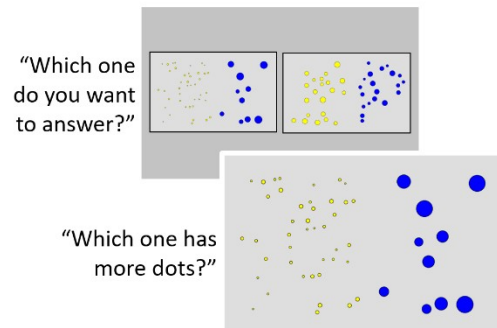 “Which one
do you want
to answer?”
“Which one has
more dots?”